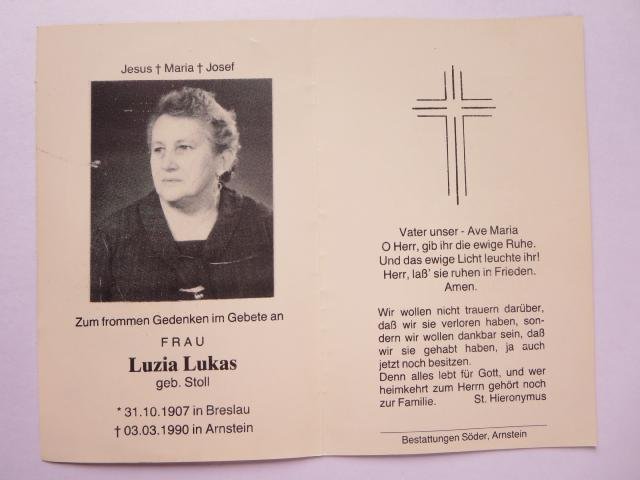 Jesus † Maria † Josef
Zum frommen Gedenken im Gebete an
FRAU
Luzia Lukas
geb. Stoll
* 31.10.1907 in Breslau
† 03.03.1990 in Arnstein
Vater unser - Ave Maria
O Herr, gib ihr die ewige Ruhe.
Und das ewige Licht leuchte ihr!
Herr, laß' sie ruhen in Frieden.
Amen.
Wir wollen nicht trauern darüber,
daß wir sie verloren haben, son-
dern wir wollen dankbar sein, daß
wir sie gehabt haben, ja auch
jetzt noch besitzen.
Denn alles lebt für Gott, und wer
heimkehrt zum Herrn gehört noch
zur Familie. St. Hieronymus
Bestattungen Söder, Arnstein